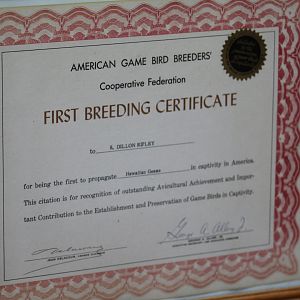 AMERICAN GAME BIRD BREEDERS'
Cooperative Federation
FIRST BREEDING CERTIFICATE
to S. DILLON RIPLEY
for being the first to propagate Hawaiian Geese in captivity in America.
This citation is for recognition of outstanding Avicultural Achievement and Impor-
tant Contribution to the Establishment and Preservation of Game Birds in Captivity.